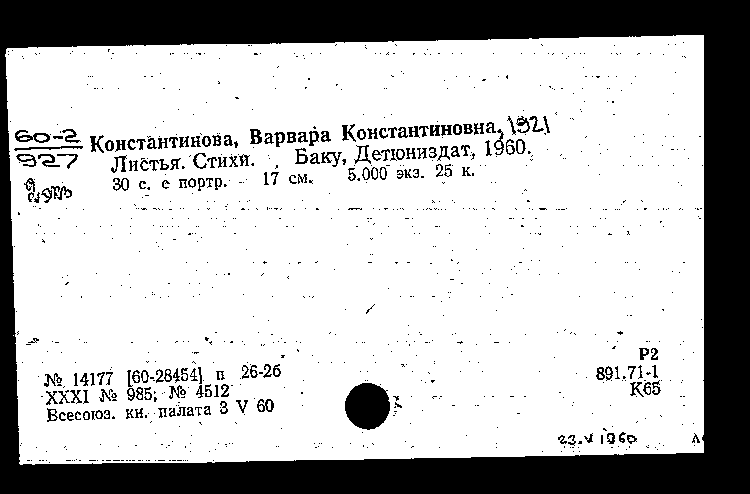 60-2
927
Константинова, Варвара Константиновна, 1921
Листья. Стихи. Баку, Детюниздат, 1960.
30 с. с портр. - 17 см. 5.000 экз. 25 к.
P2
№ 14177 [60-28454] п 26-26
891.71-1
XXXI № 985; № 4512
К65
Всесоюз. кн. палата 3 V 60
23.V 1960